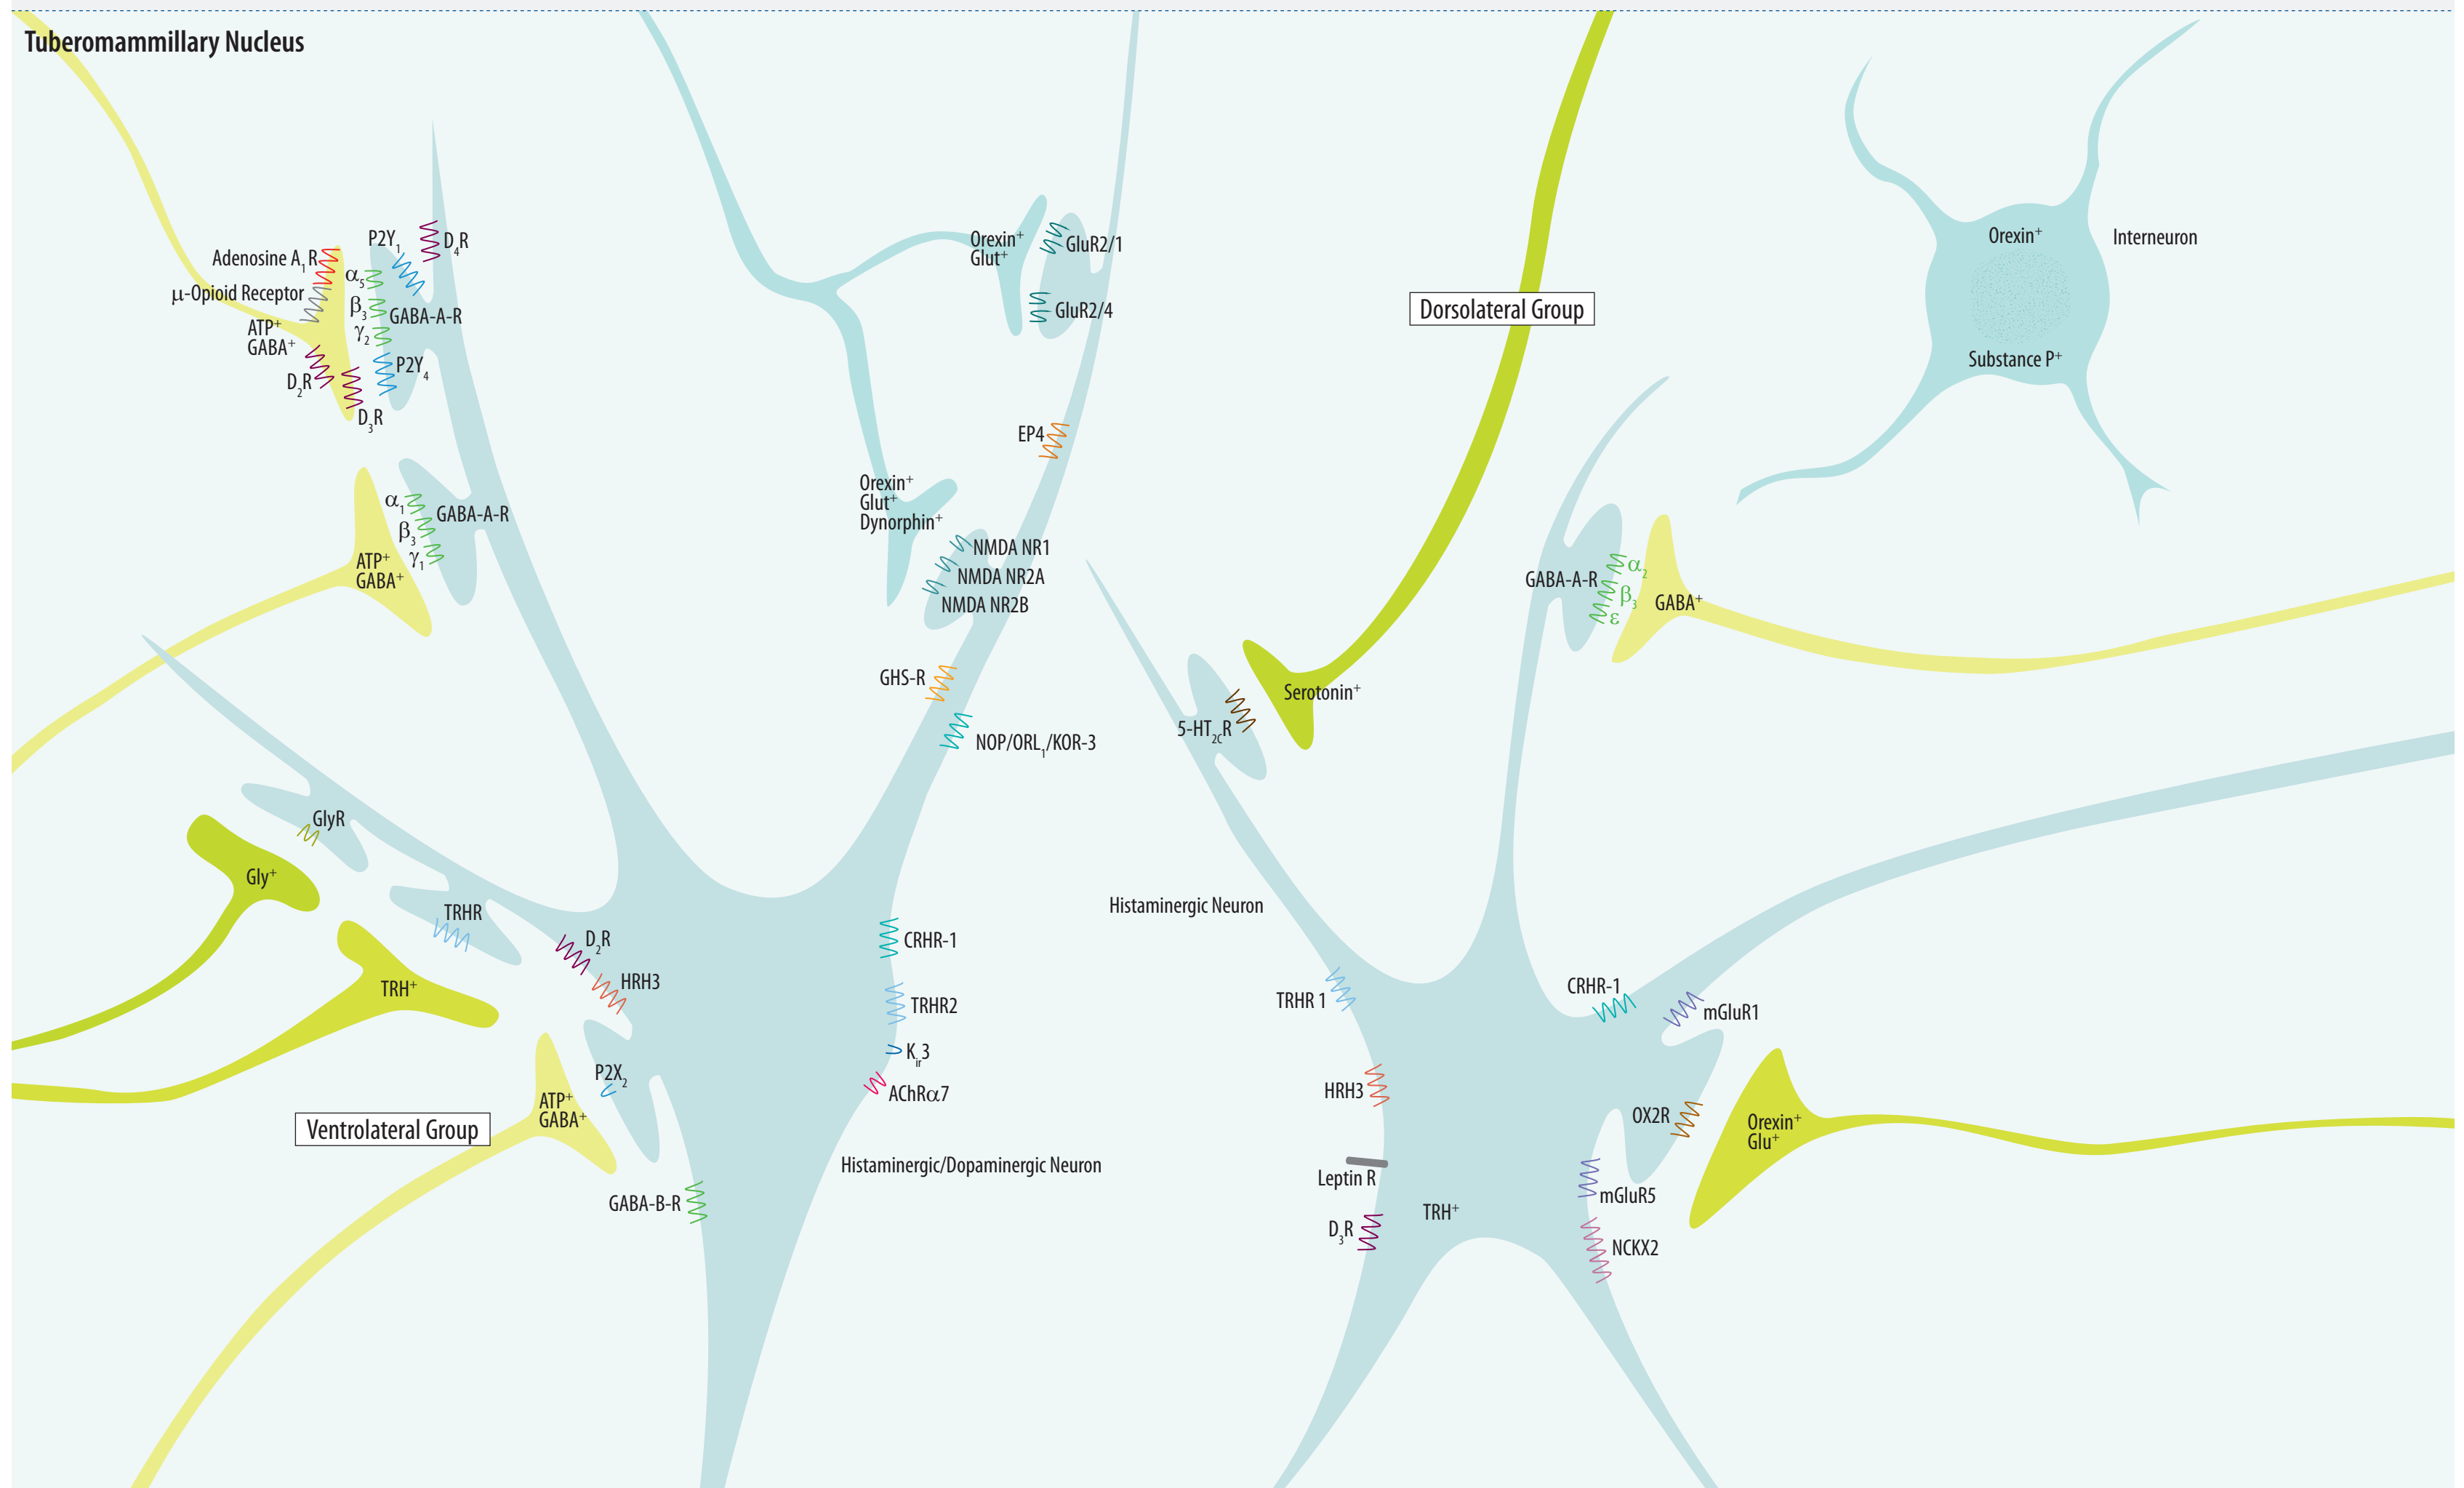 Tuberomammillary Nucleus
Adenosine A₁R
μ-Opioid Receptor
ATP⁺
GABA⁺
D₂R
D₃R
P2Y₁
D₄R
α₅
β₃
γ₂
GABA-A-R
P2Y₄
α₁
β₃
γ₁
GABA-A-R
ATP⁺
GABA⁺
Orexin⁺
Glut⁺
GluR2/1
GluR2/4
EP4
Orexin⁺
Glut⁺
Dynorphin⁺
NMDA NR1
NMDA NR2A
NMDA NR2B
GHS-R
NOP/ORL₁/KOR-3
GlyR
Gly⁺
TRHR
TRH⁺
D₂R
HRH3
P2X₂
ATP⁺
GABA⁺
Ventrolateral Group
GABA-B-R
CRHR-1
TRHR2
Kᵢᵣ3
AChRα7
Histaminergic/Dopaminergic Neuron
Dorsolateral Group
Orexin⁺
Substance P⁺
Interneuron
GABA-A-R
α₂
β₃
ε
GABA⁺
Serotonin⁺
5-HT₂CR
Histaminergic Neuron
TRHR 1
HRH3
Leptin R
D₃R
TRH⁺
CRHR-1
mGluR1
OX2R
Orexin⁺
Glu⁺
mGluR5
NCKX2